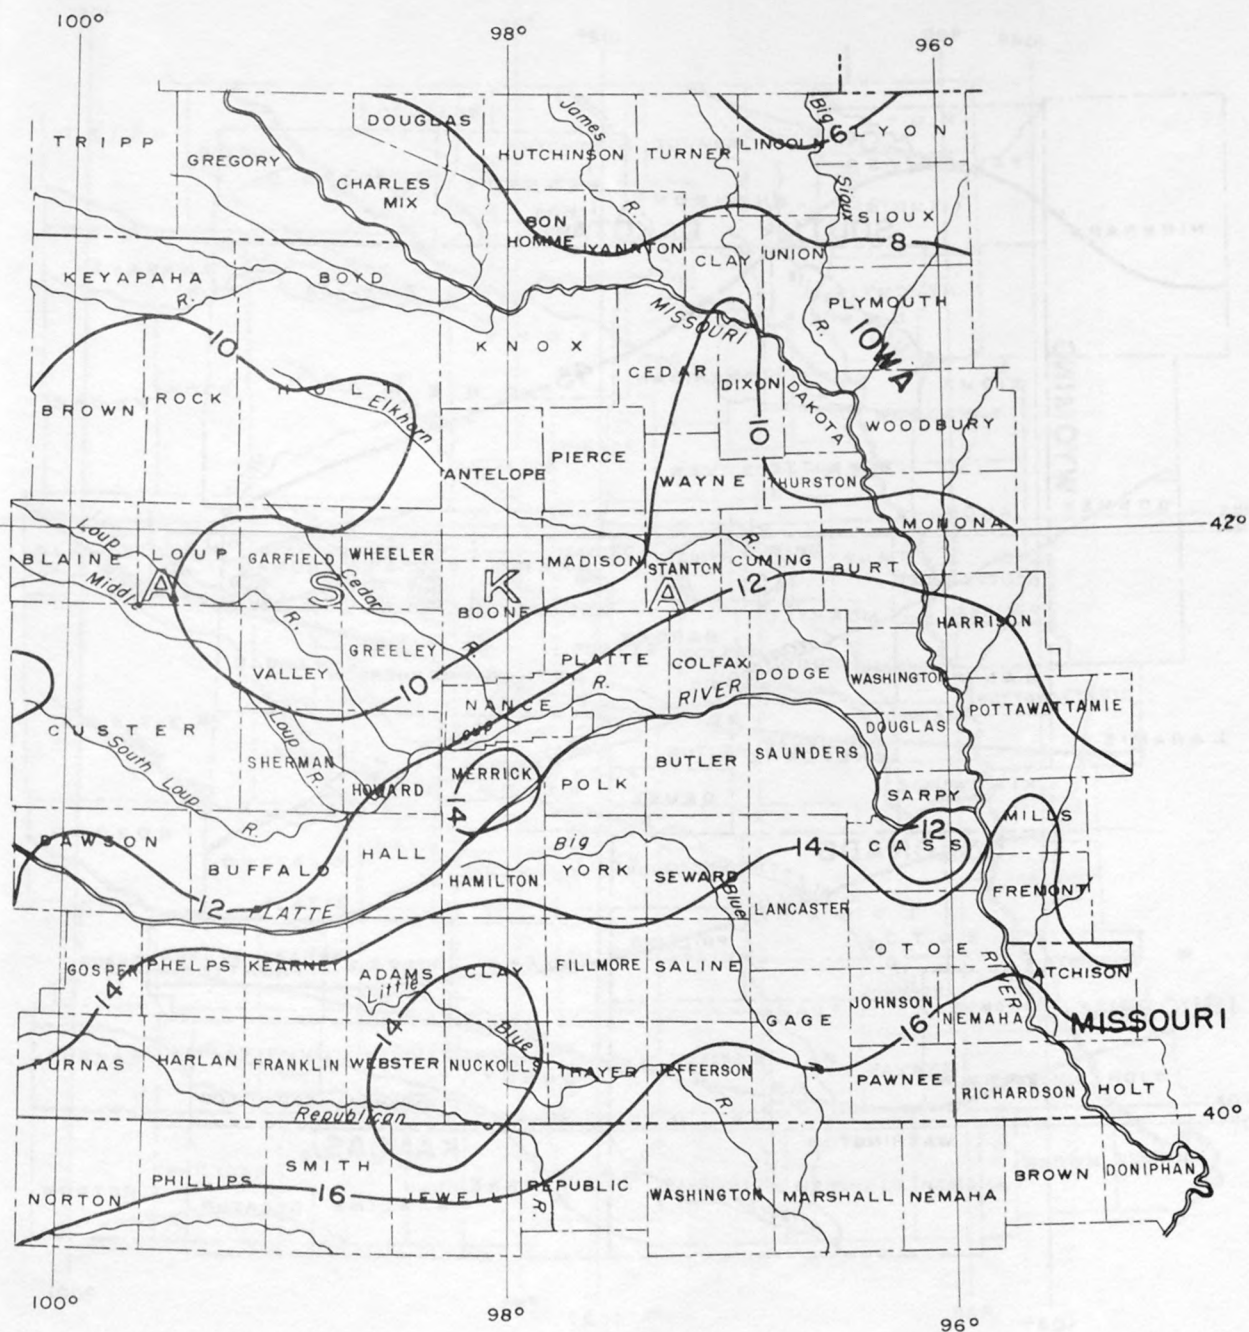 100°
98°
96°
DOUGLAS
James
Big
6
LYON
TRIPP
GREGORY
HUTCHINSON
TURNER
LINCOLN
CHARLES
MIX
Sioux
R.
BON
HOMME
YANKTON
SIOUX
8
CLAY
UNION
KEYAPAHA
BOYD
R.
PLYMOUTH
MISSOURI
R.
IOWA
10
KNOX
CEDAR
DIXON
DAKOTA
HOLT
Elkhorn
BROWN
ROCK
10
WOODBURY
ANTELOPE
PIERCE
WAYNE
THURSTON
Loup
MONONA
42°
BLAINE
LOUP
GARFIELD
WHEELER
MADISON
STANTON
R.
CUMING
BURT
Middle
A
S
K
A
Cedar
12
BOONE
R.
HARRISON
GREELEY
R.
PLATTE
COLFAX
DODGE
WASHINGTON
VALLEY
10
R.
RIVER
NANCE
POTTAWATTAMIE
CUSTER
Loup
R.
Loup
DOUGLAS
South Loup
R.
SHERMAN
HOWARD
MERRICK
14
POLK
BUTLER
SAUNDERS
SARPY
12
MILLS
DAWSON
HALL
Big
14
CASS
BUFFALO
HAMILTON
YORK
SEWARD
Blue
FREMONT
12
PLATTE
LANCASTER
OTOE
GOSPER
PHELPS
KEARNEY
ADAMS
CLAY
FILLMORE
SALINE
RIVER
ATCHISON
14
Little
14
JOHNSON
16
NEMAHA
MISSOURI
GAGE
Blue
FURNAS
HARLAN
FRANKLIN
WEBSTER
NUCKOLLS
THAYER
JEFFERSON
PAWNEE
RICHARDSON
HOLT
Republican
R.
40°
SMITH
PHILLIPS
16
JEWELL
REPUBLIC
R.
NORTON
WASHINGTON
MARSHALL
NEMAHA
BROWN
DONIPHAN
100°
98°
96°